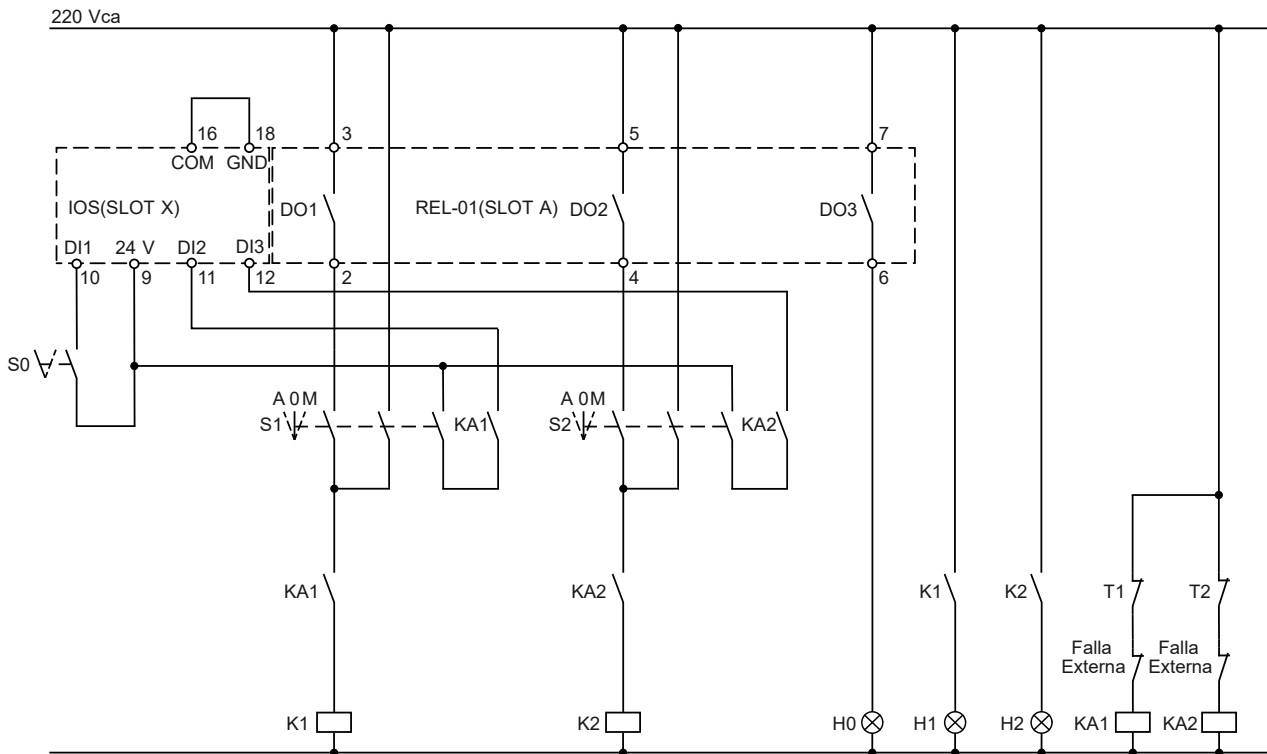 220 Vca
16 18 3 5 7
COM GND
IOS(SLOT X) DO1 REL-01(SLOT A) DO2 DO3
DI1 24 V DI2 DI3
10 9 11 12 2 4 6
S0
A 0 M A 0 M
S1 KA1 S2 KA2
KA1 KA2 K1 K2 T1 T2
Falla Falla
Externa Externa
K1 K2 H0 H1 H2 KA1 KA2